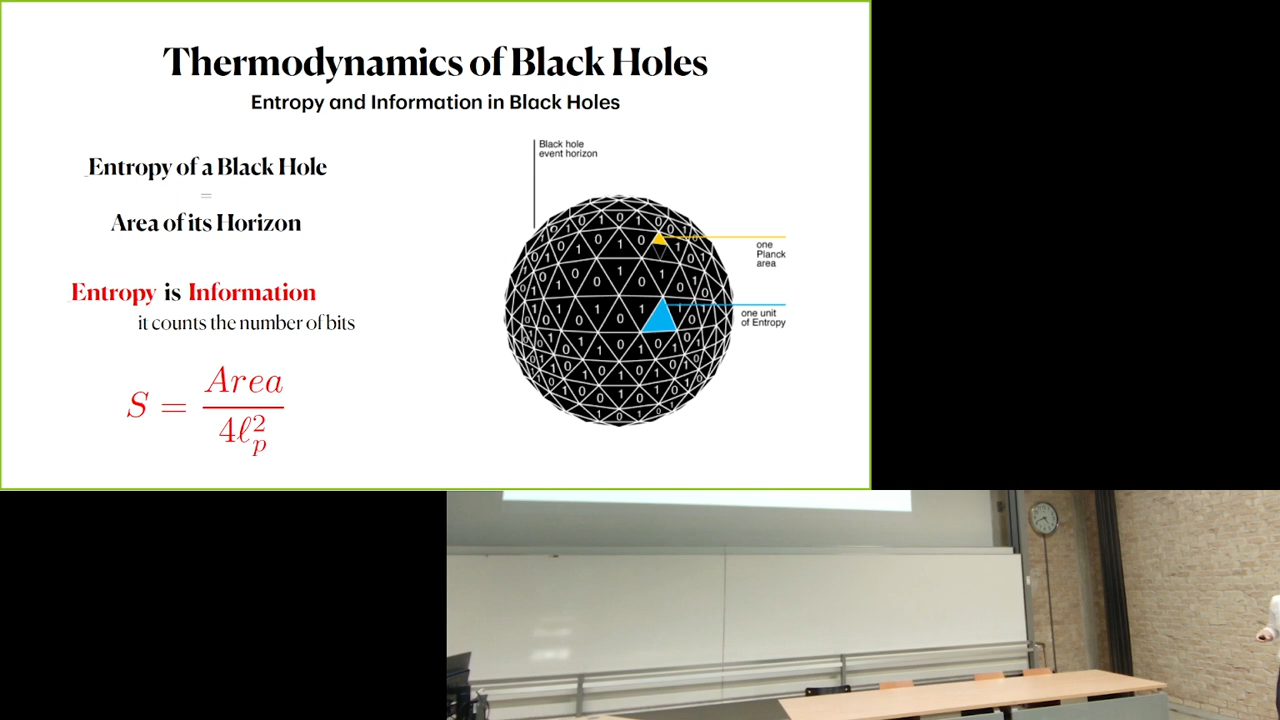 Thermodynamics of Black Holes
Entropy and Information in Black Holes
Entropy of a Black Hole
=
Area of its Horizon
Entropy is Information
it counts the number of bits
S = Area / 4ℓ_p^2
Black hole
event horizon
one
Planck
area
one unit
of Entropy